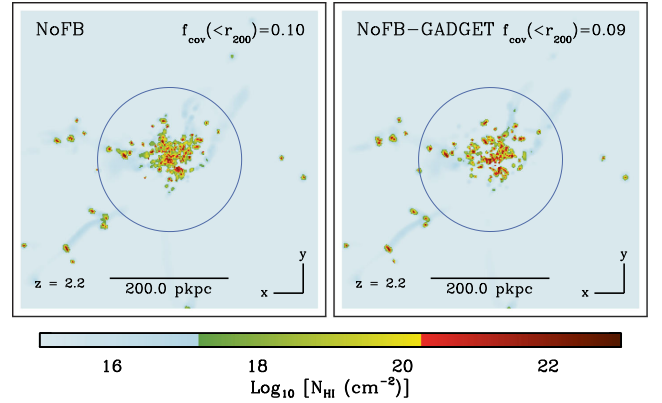 NoFB f_cov(<r_200)=0.10
NoFB-GADGET f_cov(<r_200)=0.09
y
y
z = 2.2 200.0 pkpc x
z = 2.2 200.0 pkpc x
16 18 20 22
Log_10 [N_HI (cm^-2)]